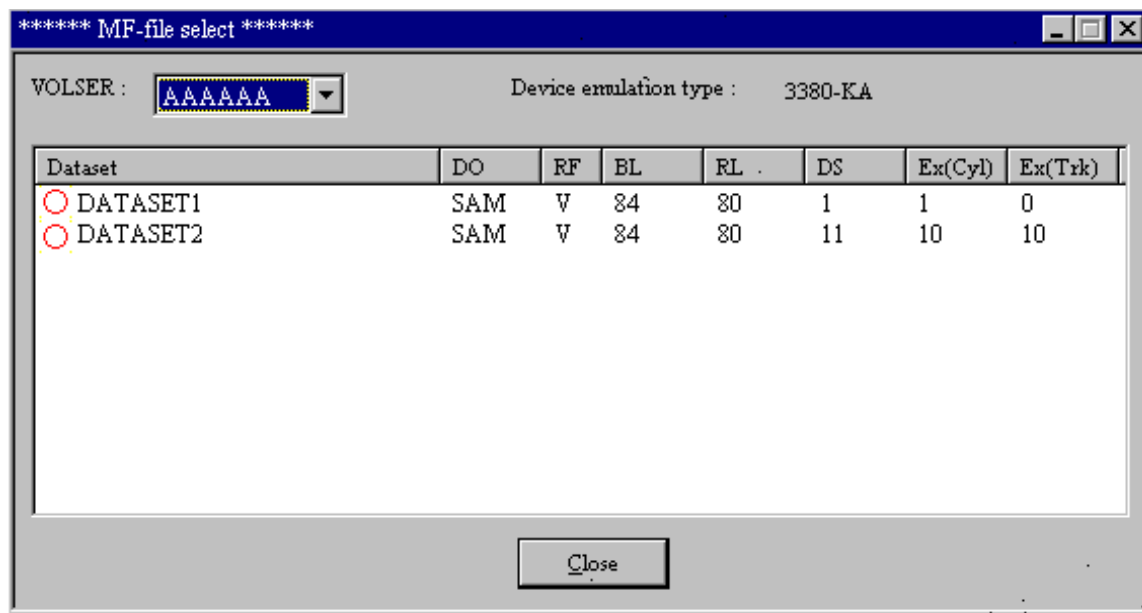 ****** MF-file select ******
VOLSER : AAAAAA Device emulation type : 3380-KA
Dataset DO RF BL RL DS Ex(Cyl) Ex(Trk)
DATASET1 SAM V 84 80 1 1 0
DATASET2 SAM V 84 80 11 10 10
Close